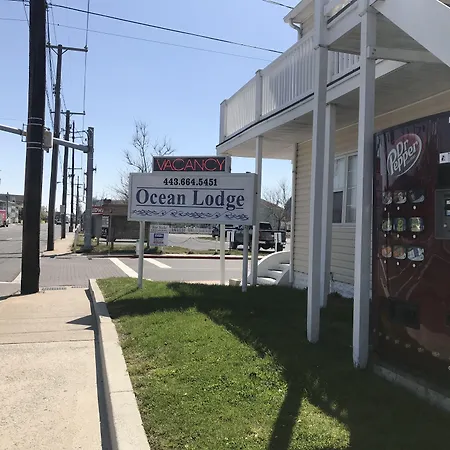 VACANCY
443.664.5451
Ocean Lodge
Dr Pepper